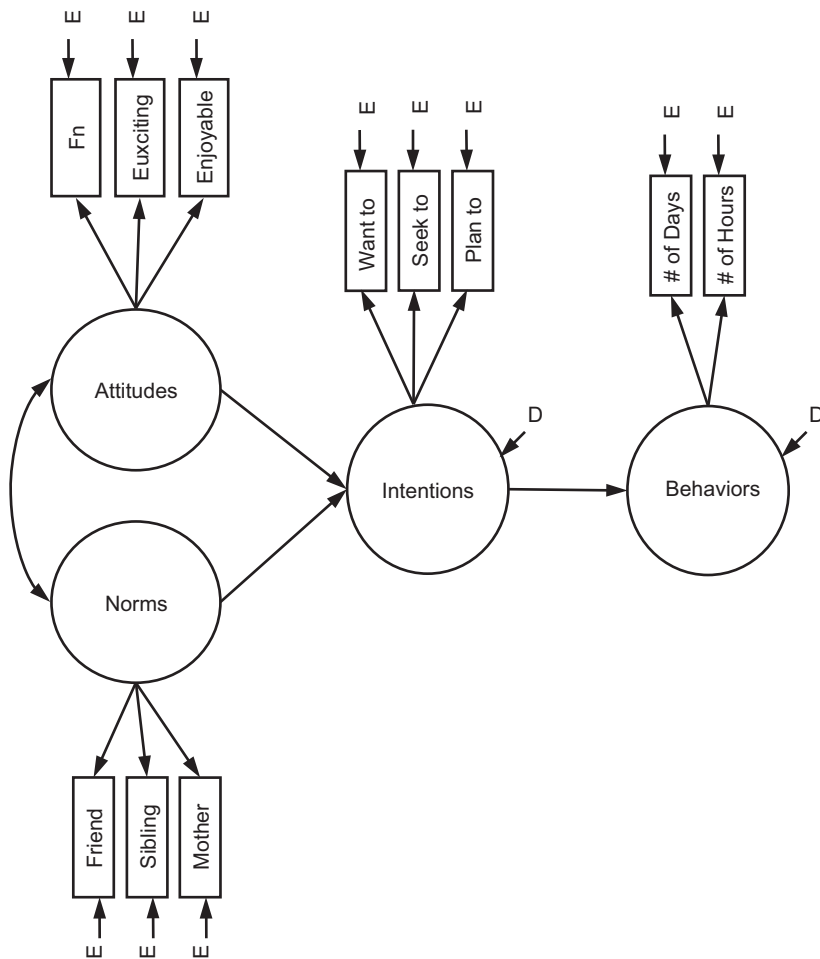 E
E
E
Fn
Euxciting
Enjoyable
E
E
E
Want to
Seek to
Plan to
E
E
# of Days
# of Hours
Attitudes
D
D
Intentions
Behaviors
Norms
Friend
Sibling
Mother
E
E
E